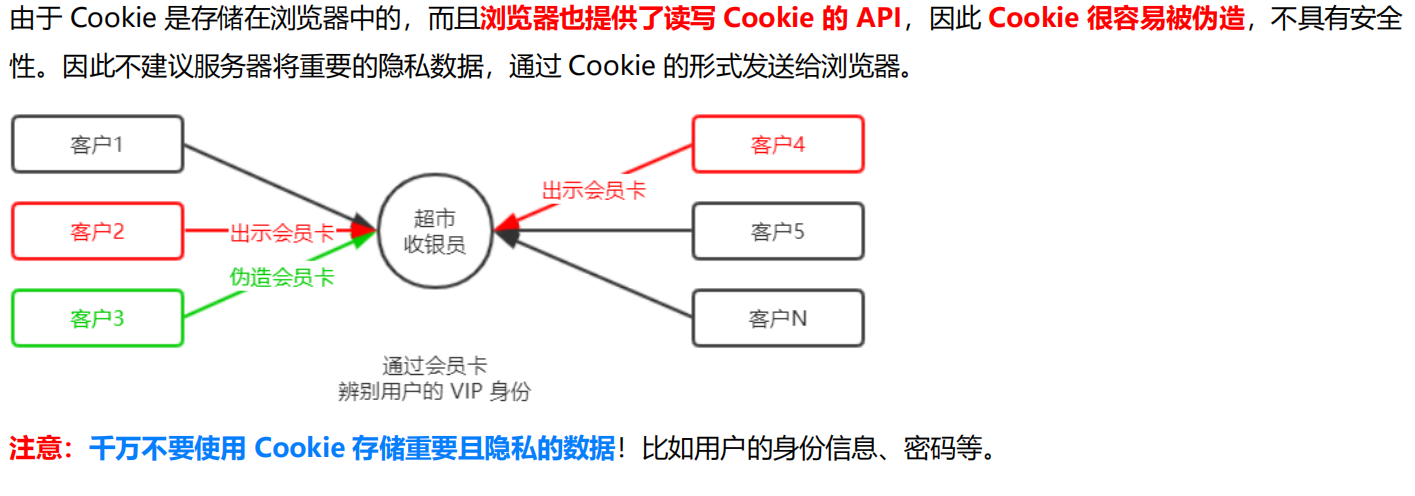 由于 Cookie 是存储在浏览器中的，而且浏览器也提供了读写 Cookie 的 API，因此 Cookie 很容易被伪造，不具有安全
性。因此不建议服务器将重要的隐私数据，通过 Cookie 的形式发送给浏览器。
客户1
客户2
客户3
出示会员卡
伪造会员卡
超市
收银员
出示会员卡
客户4
客户5
客户N
通过会员卡
辨别用户的 VIP 身份
注意：千万不要使用 Cookie 存储重要且隐私的数据！比如用户的身份信息、密码等。